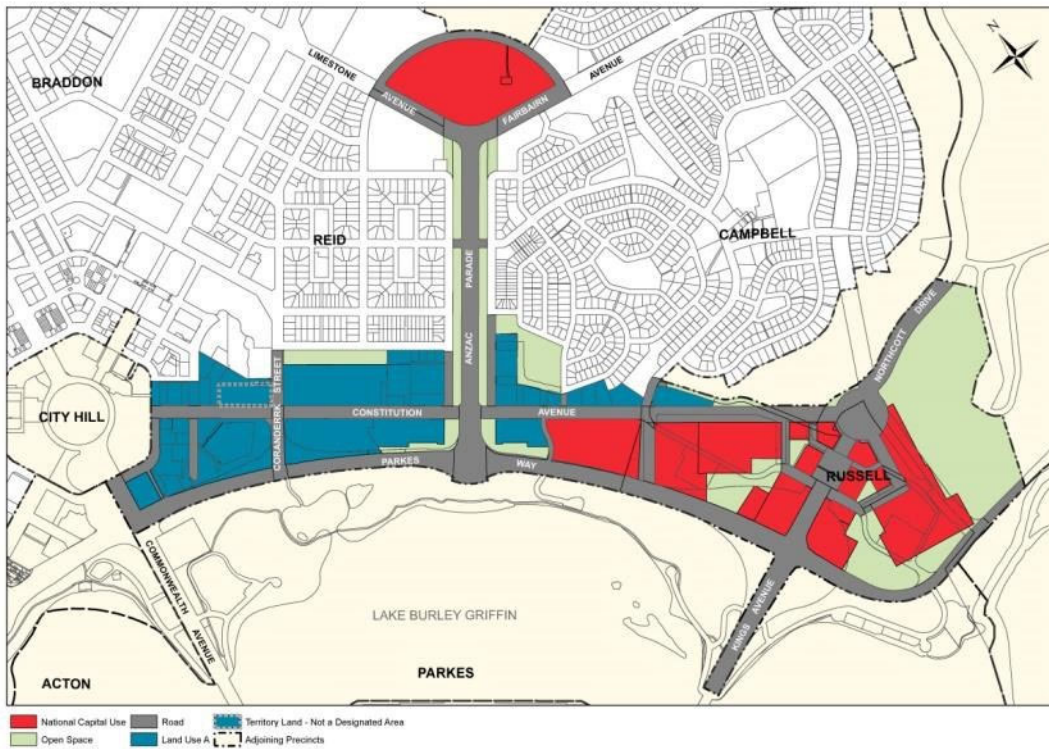 N
LIMESTONE
AVENUE
FAIRBAIRN
AVENUE
BRADDON
REID
PARADE
ANZAC
CAMPBELL
NORTHCOTT DRIVE
CITY HILL
CORANDERRK STREET
CONSTITUTION AVENUE
PARKES WAY
RUSSELL
COMMONWEALTH
AVENUE
KINGS AVENUE
LAKE BURLEY GRIFFIN
ACTON
PARKES
National Capital Use
Road
Territory Land - Not a Designated Area
Open Space
Land Use A
Adjoining Precincts